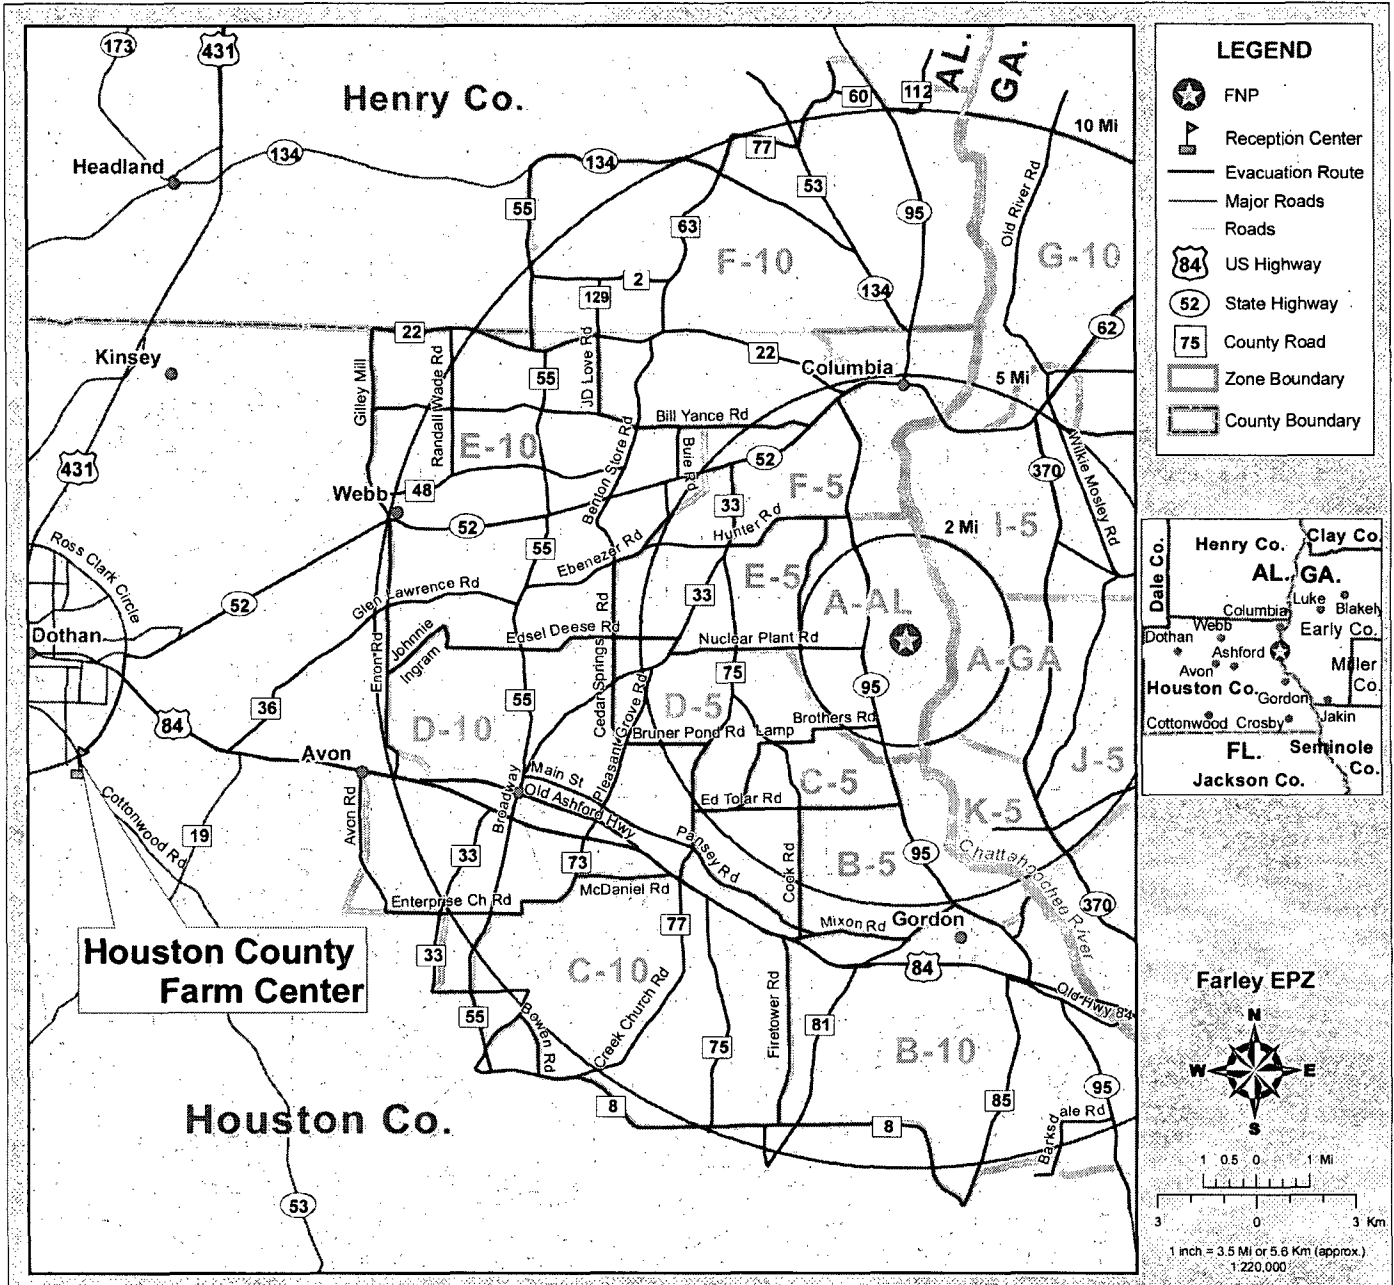 173
431
Henry Co.
60
112
AL.
GA.
10 Mi
Headland
134
134
77
53
55
63
95
Old River Rd
F-10
G-10
2
129
134
62
22
Kinsey
Gilley Mill
Randall Wade Rd
JD Love Rd
55
22
Columbia
5 Mi
431
E-10
Bill Yance Rd
Benton Store Rd
Buie Rd
52
370
Wilkie Mosley Rd
Webb
48
52
F-5
33
Hunter Rd
2 Mi
I-5
Ross Clark Circle
55
Ebenezer Rd
E-5
A-AL
52
Glen Lawrence Rd
33
Dothan
Enon Rd
Johnnie
Ingram
Edsel Deese Rd
Cedar Springs Rd
Nuclear Plant Rd
A-GA
36
84
55
75
95
D-5
D-10
Pleasant Grove Rd
Bruner Pond Rd
Lamp
Brothers Rd
Avon
Main St
Old Ashford Hwy
Broadway
Ed Tolar Rd
C-5
J-5
K-5
Cottonwood Rd
19
Avon Rd
33
73
McDaniel Rd
Pansey Rd
Cook Rd
B-5
95
Chattahoochee River
370
Enterprise Ch Rd
77
Mixon Rd
Gordon
Houston County
Farm Center
33
C-10
84
Old Hwy 84
55
Bowen Rd
Creek Church Rd
75
Firetower Rd
81
B-10
Houston Co.
8
8
85
95
Barksdale Rd
53
LEGEND
FNP
Reception Center
Evacuation Route
Major Roads
Roads
84 US Highway
52 State Highway
75 County Road
Zone Boundary
County Boundary
Dale Co.
Henry Co.
Clay Co.
AL.
GA.
Luke
Blakely
Columbia
Webb
Dothan
Early Co.
Ashford
Avon
Miller
Co.
Houston Co.
Gordon
Jakin
Cottonwood
Crosby
FL.
Seminole
Co.
Jackson Co.
Farley EPZ
N
W
E
S
1 0.5 0 1 Mi
3 0 3 Km
1 inch = 3.5 Mi or 5.6 Km (approx.)
1:220,000